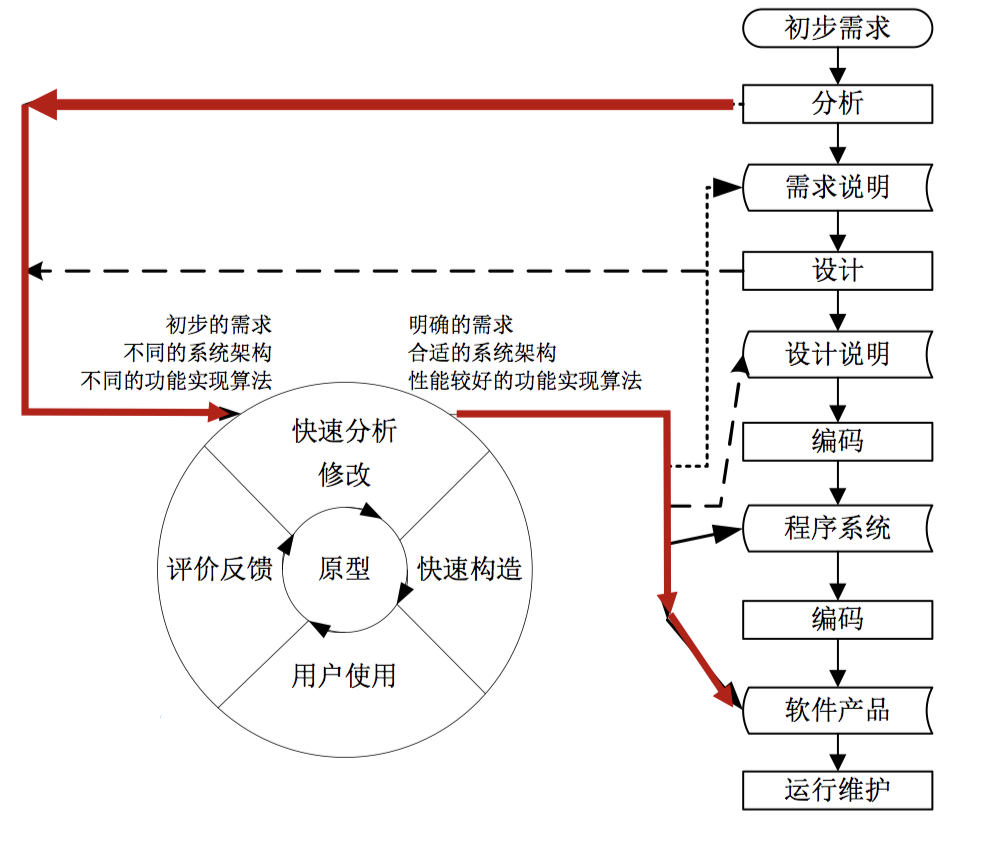 初步需求
分析
需求说明
设计
设计说明
编码
程序系统
编码
软件产品
运行维护
初步的需求
不同的系统架构
不同的功能实现算法
明确的需求
合适的系统架构
性能较好的功能实现算法
快速分析
修改
评价反馈
原型
快速构造
用户使用